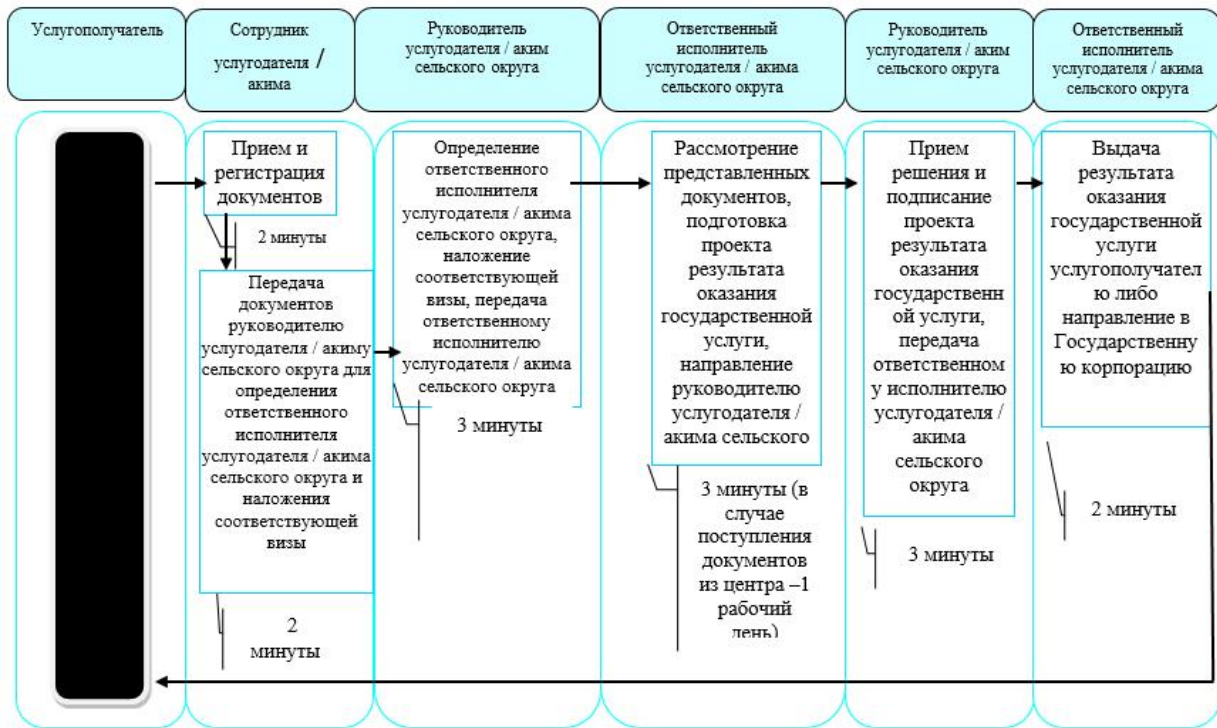 Услугополучатель
Сотрудник
услугодателя /
акима
Руководитель
услугодателя / аким
сельского округа
Ответственный
исполнитель
услугодателя / акима
сельского округа
Руководитель
услугодателя / аким
сельского округа
Ответственный
исполнитель
услугодателя / акима
сельского округа
Прием и
регистрация
документов
2 минуты
Передача
документов
руководителю
услугодателя / акиму
сельского округа для
определения
ответственного
исполнителя
услугодателя / акима
сельского округа и
наложения
соответствующей
визы
2
минуты
Определение
ответственного
исполнителя
услугодателя / акима
сельского округа,
наложение
соответствующей
визы, передача
ответственному
исполнителю
услугодателя / акима
сельского округа
3 минуты
Рассмотрение
представленных
документов,
подготовка
проекта
результата
оказания
государственной
услуги,
направление
руководителю
услугодателя /
акима сельского
3 минуты (в
случае
поступления
документов
из центра –1
рабочий
день)
Прием
решения и
подписание
проекта
результата
оказания
государственн
ой услуги,
передача
ответственном
у исполнителю
услугодателя /
акима
сельского
округа
3 минуты
Выдача
результата
оказания
государственной
услуги
услугополучател
ю либо
направление в
Государственну
ю корпорацию
2 минуты